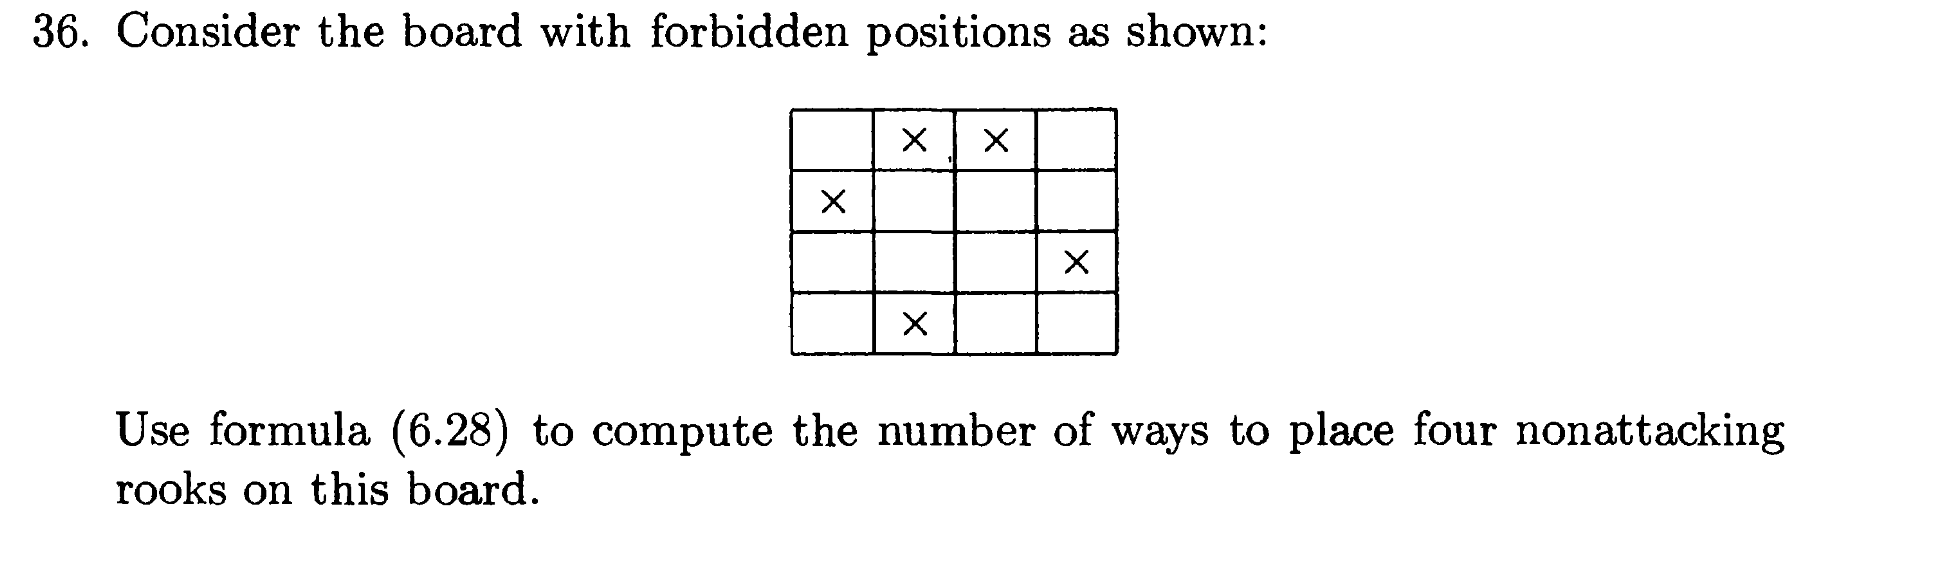 36. Consider the board with forbidden positions as shown:
× ×
×
×
×
Use formula (6.28) to compute the number of ways to place four nonattacking
rooks on this board.